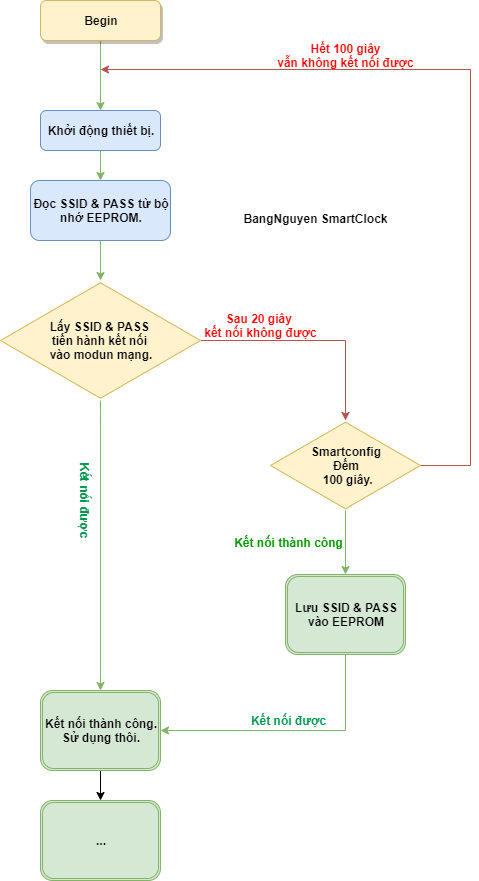 Begin
Hết 100 giây
vẫn không kết nối được
Khởi động thiết bị.
Đọc SSID & PASS từ bộ
nhớ EEPROM.
BangNguyen SmartClock
Lấy SSID & PASS
tiến hành kết nối
vào modun mạng.
Sau 20 giây
kết nối không được
Smartconfig
Đếm
100 giây.
Kết nối được
Kết nối thành công
Lưu SSID & PASS
vào EEPROM
Kết nối thành công.
Sử dụng thôi.
Kết nối được
...